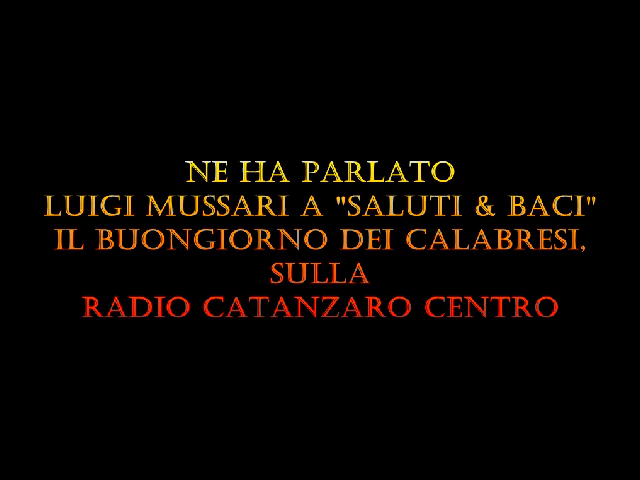 NE HA PARLATO
LUIGI MUSSARI A "SALUTI & BACI"
IL BUONGIORNO DEI CALABRESI,
SULLA
RADIO CATANZARO CENTRO